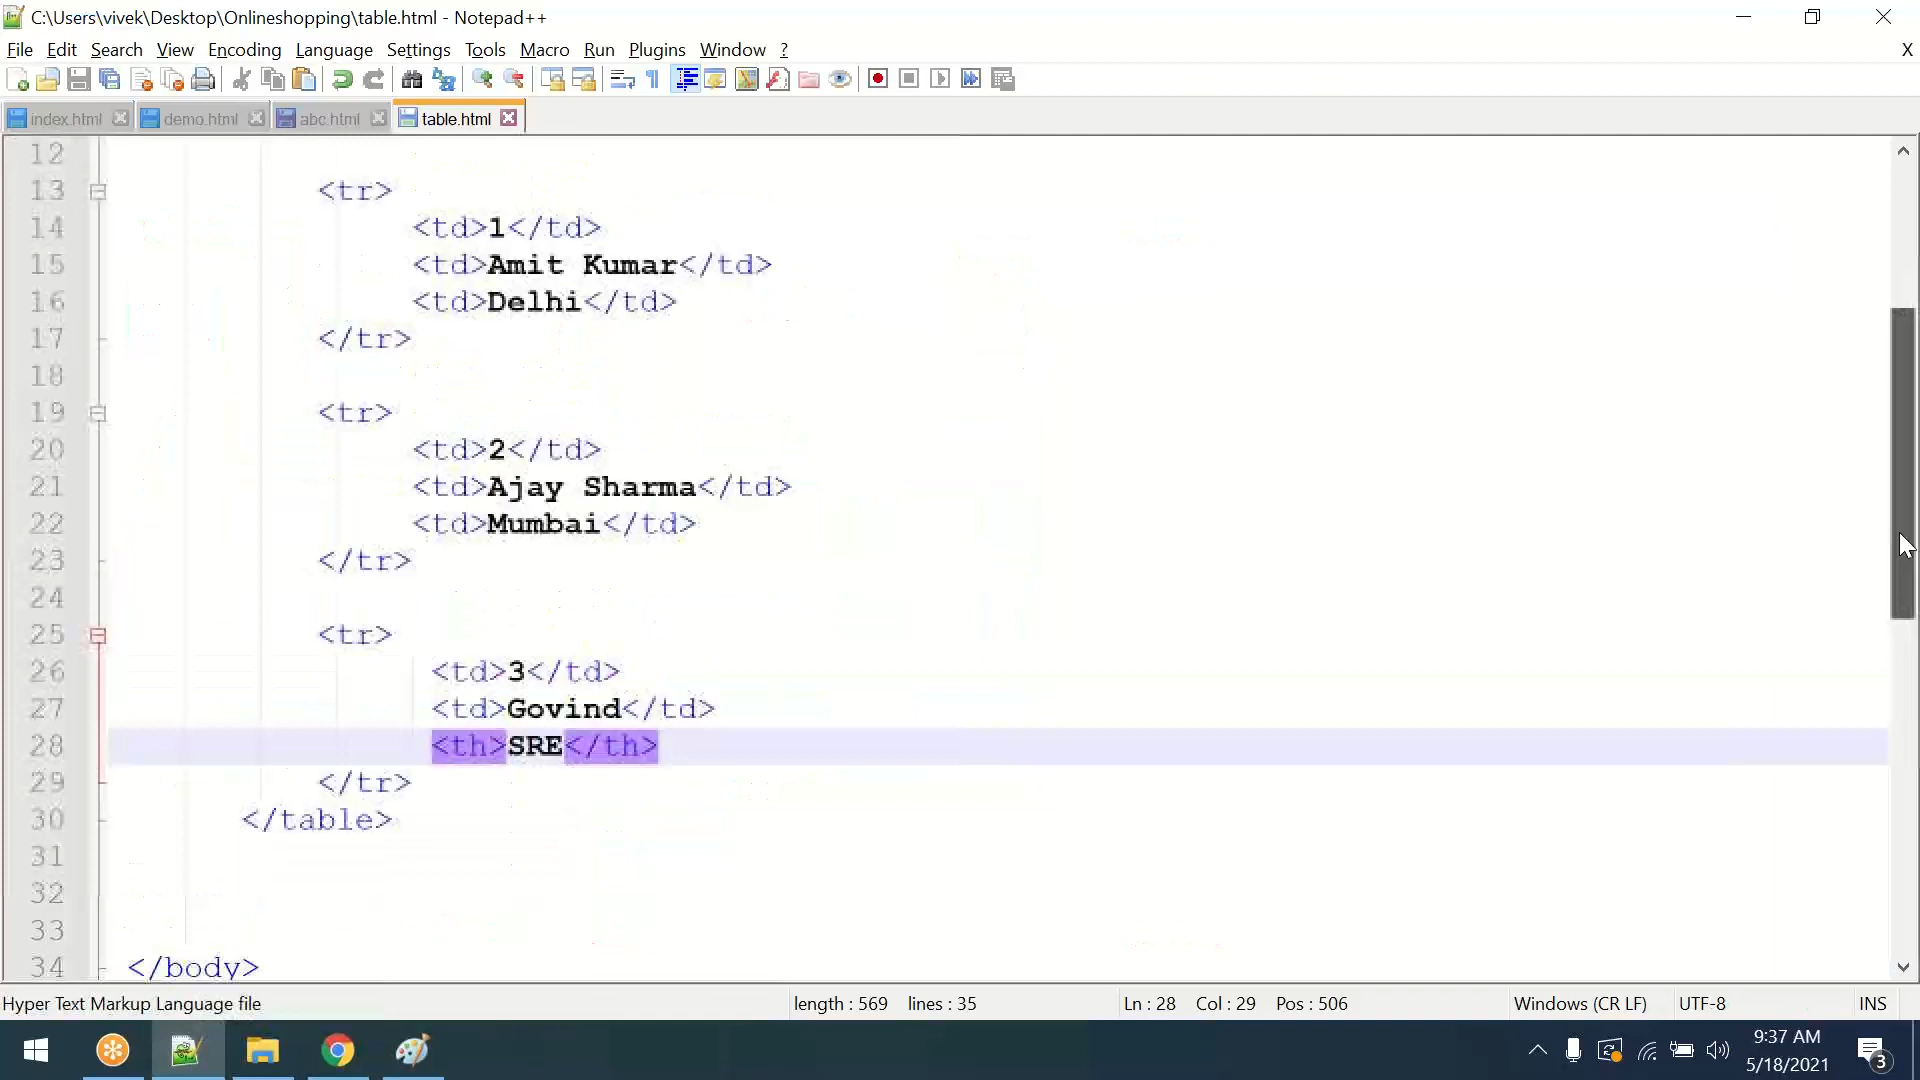 C:\Users\vivek\Desktop\Onlineshopping\table.html - Notepad++
File Edit Search View Encoding Language Settings Tools Macro Run Plugins Window ? X
index.html demo.html abc.html table.html
12
13 <tr>
14 <td>1</td>
15 <td>Amit Kumar</td>
16 <td>Delhi</td>
17 </tr>
18
19 <tr>
20 <td>2</td>
21 <td>Ajay Sharma</td>
22 <td>Mumbai</td>
23 </tr>
24
25 <tr>
26 <td>3</td>
27 <td>Govind</td>
28 <th>SRE</th>
29 </tr>
30 </table>
31
32
33
34 </body>
Hyper Text Markup Language file length : 569 lines : 35 Ln : 28 Col : 29 Pos : 506 Windows (CR LF) UTF-8 INS
9:37 AM
5/18/2021
3